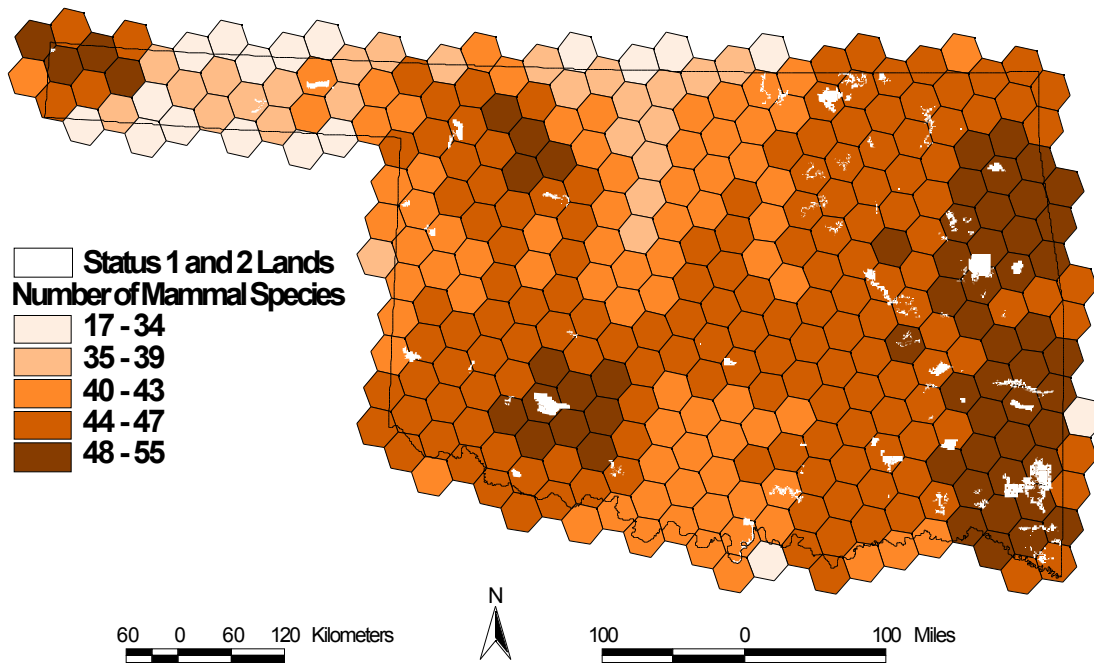 Status 1 and 2 Lands
Number of Mammal Species
17 - 34
35 - 39
40 - 43
44 - 47
48 - 55
N
60 0 60 120 Kilometers
100 0 100 Miles